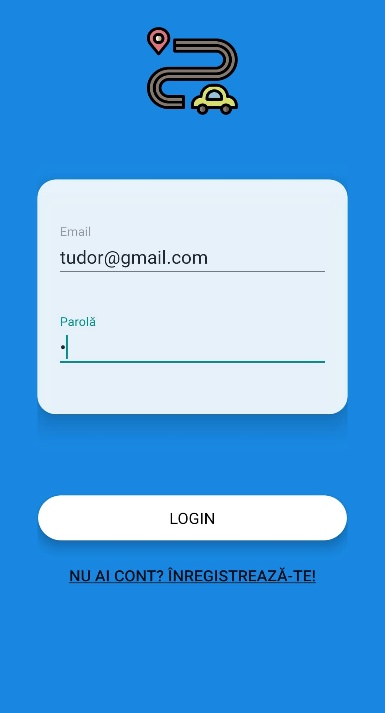 Email
tudor@gmail.com
Parolă
•
LOGIN
NU AI CONT? ÎNREGISTREAZĂ-TE!